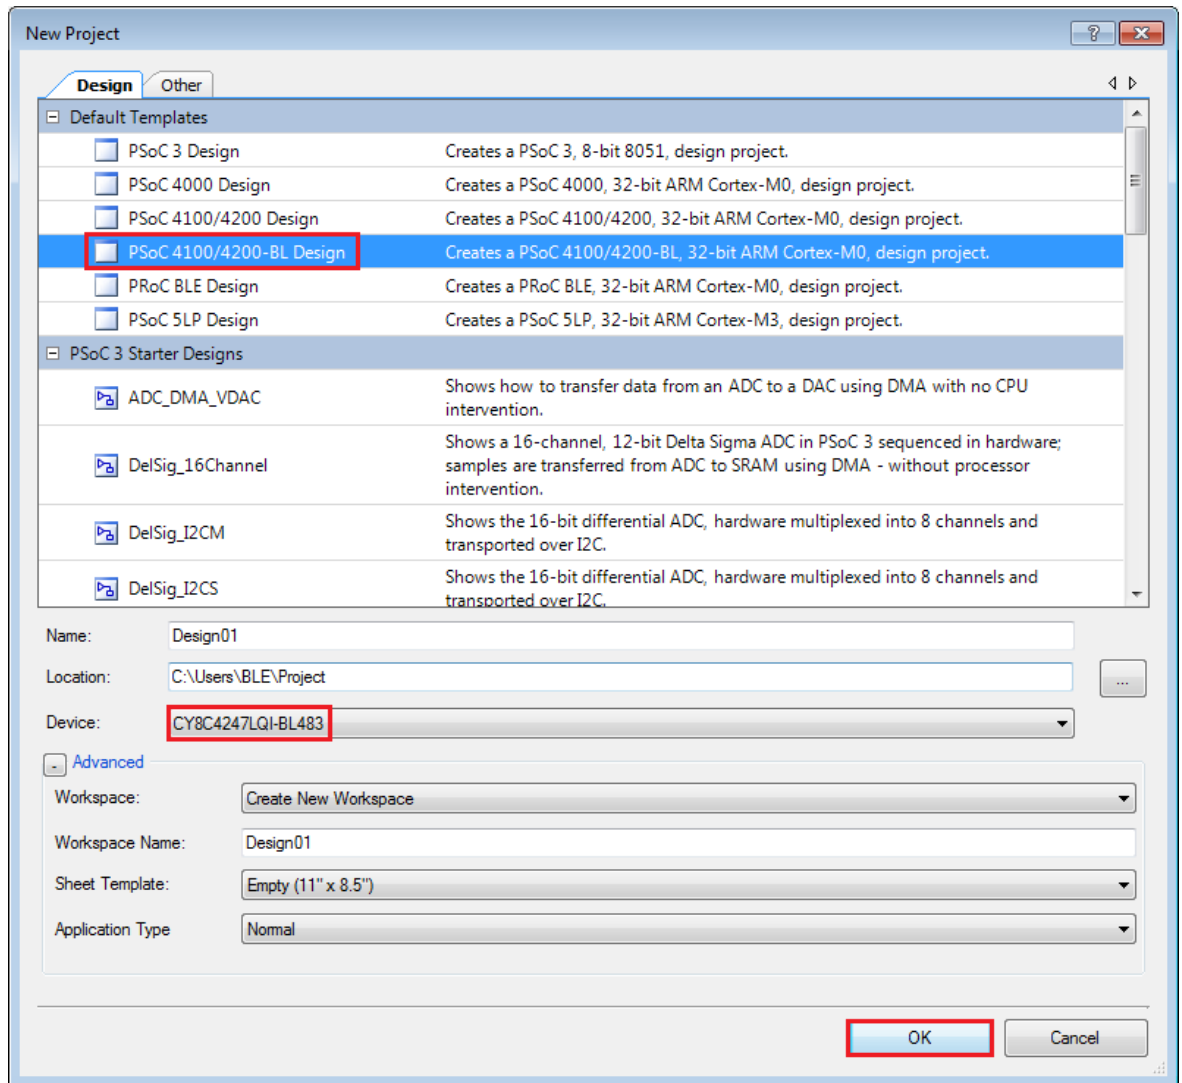 New Project
Design Other
Default Templates
PSoC 3 Design Creates a PSoC 3, 8-bit 8051, design project.
PSoC 4000 Design Creates a PSoC 4000, 32-bit ARM Cortex-M0, design project.
PSoC 4100/4200 Design Creates a PSoC 4100/4200, 32-bit ARM Cortex-M0, design project.
PSoC 4100/4200-BL Design Creates a PSoC 4100/4200-BL, 32-bit ARM Cortex-M0, design project.
PRoC BLE Design Creates a PRoC BLE, 32-bit ARM Cortex-M0, design project.
PSoC 5LP Design Creates a PSoC 5LP, 32-bit ARM Cortex-M3, design project.
PSoC 3 Starter Designs
ADC_DMA_VDAC Shows how to transfer data from an ADC to a DAC using DMA with no CPU
intervention.
DelSig_16Channel Shows a 16-channel, 12-bit Delta Sigma ADC in PSoC 3 sequenced in hardware;
samples are transferred from ADC to SRAM using DMA - without processor
intervention.
DelSig_I2CM Shows the 16-bit differential ADC, hardware multiplexed into 8 channels and
transported over I2C.
DelSig_I2CS Shows the 16-bit differential ADC, hardware multiplexed into 8 channels and
transported over I2C.
Name: Design01
Location: C:\Users\BLE\Project ...
Device: CY8C4247LQI-BL483
Advanced
Workspace: Create New Workspace
Workspace Name: Design01
Sheet Template: Empty (11" x 8.5")
Application Type Normal
OK Cancel